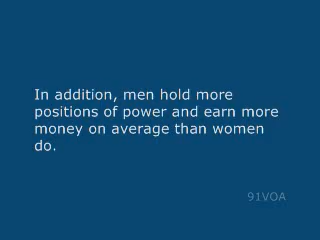 In addition, men hold more
positions of power and earn more
money on average than women
do.
91VOA